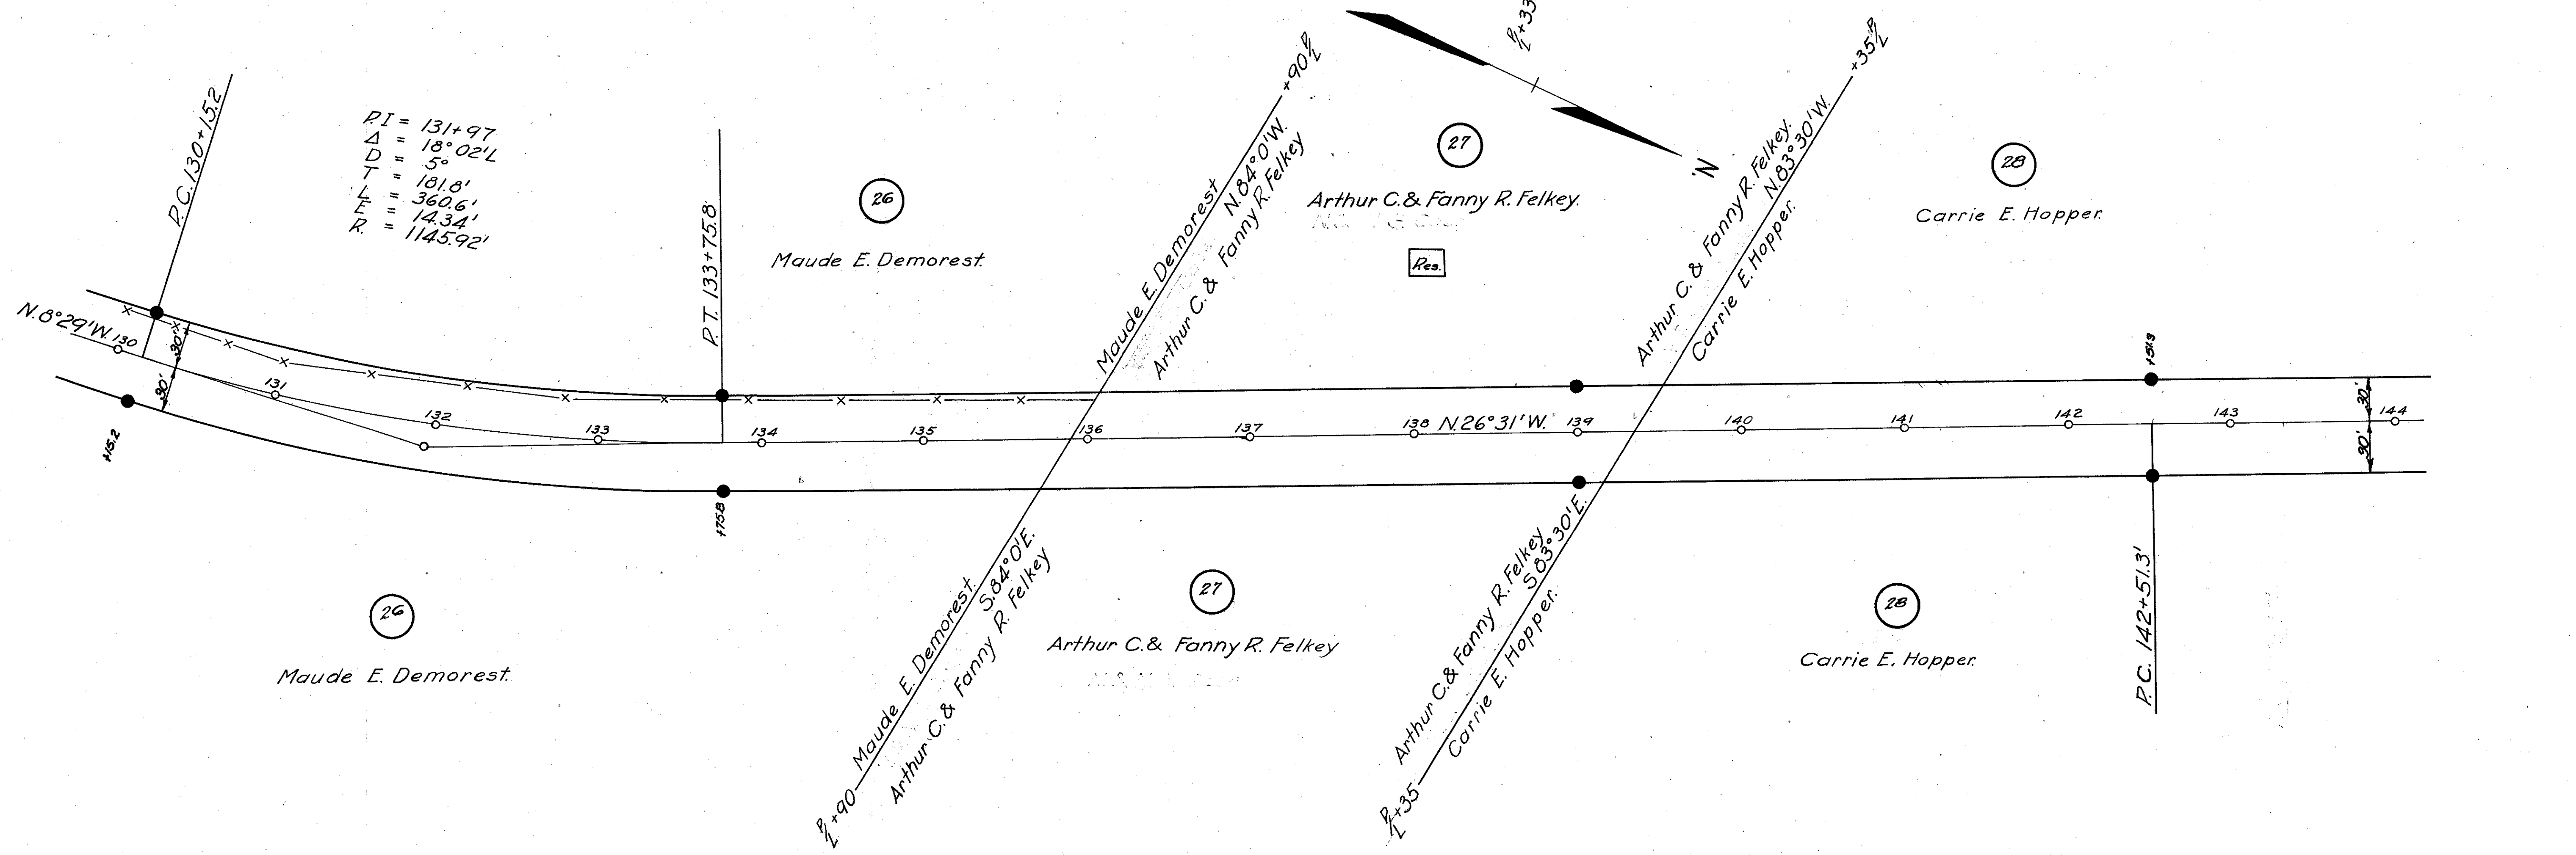 P.C. 130+15.2
P.I = 131+97
Δ = 18°02'L
D = 5°
T = 181.8'
L = 360.6'
E = 14.34'
R. = 1145.92'
P.T. 133+75.8
26
Maude E. Demorest.
+90 P/L
Maude E. Demorest
N.84°0'W.
Arthur C. & Fanny R. Felkey
P/L+33
N.
27
Arthur C. & Fanny R. Felkey.
Res.
+35 P/L
Arthur C. & Fanny R. Felkey.
N.83°30'W.
Carrie E. Hopper.
28
Carrie E. Hopper.
+51.3
N.8°29'W.
130
30'
30'
131
132
133
134
135
136
137
138
N.26°31'W.
139
140
141
142
143
144
30'
30'
+15.2
+75.8
26
Maude E. Demorest.
Maude E. Demorest.
S.84°0'E.
Arthur C. & Fanny R. Felkey
P/L +90
27
Arthur C. & Fanny R. Felkey
Arthur C. & Fanny R. Felkey
S 83°30'E.
Carrie E. Hopper.
P/L +35
28
Carrie E. Hopper.
P.C. 142+51.3'